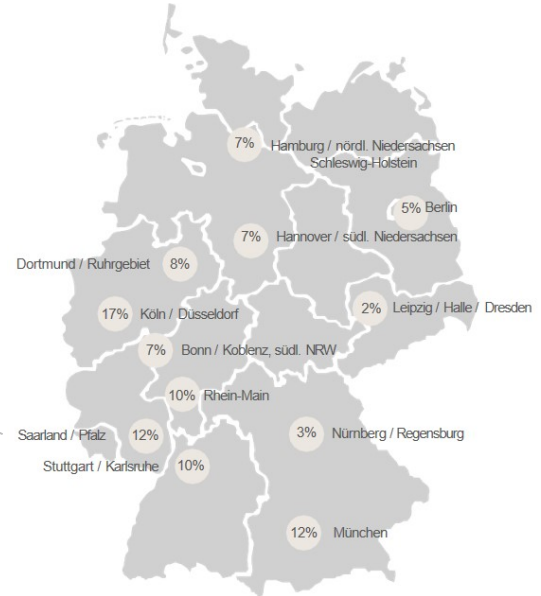 7% Hamburg / nördl. Niedersachsen
Schleswig-Holstein
5% Berlin
7% Hannover / südl. Niedersachsen
Dortmund / Ruhrgebiet 8%
2% Leipzig / Halle / Dresden
17% Köln / Düsseldorf
7% Bonn / Koblenz, südl. NRW
10% Rhein-Main
Saarland / Pfalz 12%
3% Nürnberg / Regensburg
Stuttgart / Karlsruhe 10%
12% München